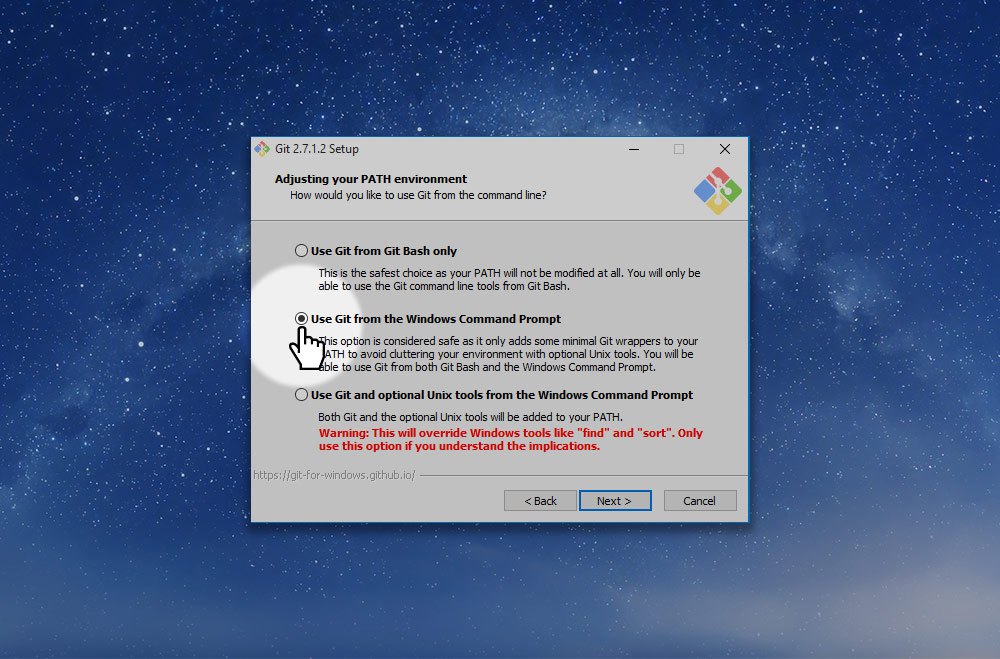 Git 2.7.1.2 Setup
Adjusting your PATH environment
How would you like to use Git from the command line?
Use Git from Git Bash only
This is the safest choice as your PATH will not be modified at all. You will only be
able to use the Git command line tools from Git Bash.
Use Git from the Windows Command Prompt
This option is considered safe as it only adds some minimal Git wrappers to your
PATH to avoid cluttering your environment with optional Unix tools. You will be
able to use Git from both Git Bash and the Windows Command Prompt.
Use Git and optional Unix tools from the Windows Command Prompt
Both Git and the optional Unix tools will be added to your PATH.
Warning: This will override Windows tools like "find" and "sort". Only
use this option if you understand the implications.
https://git-for-windows.github.io/
< Back
Next >
Cancel